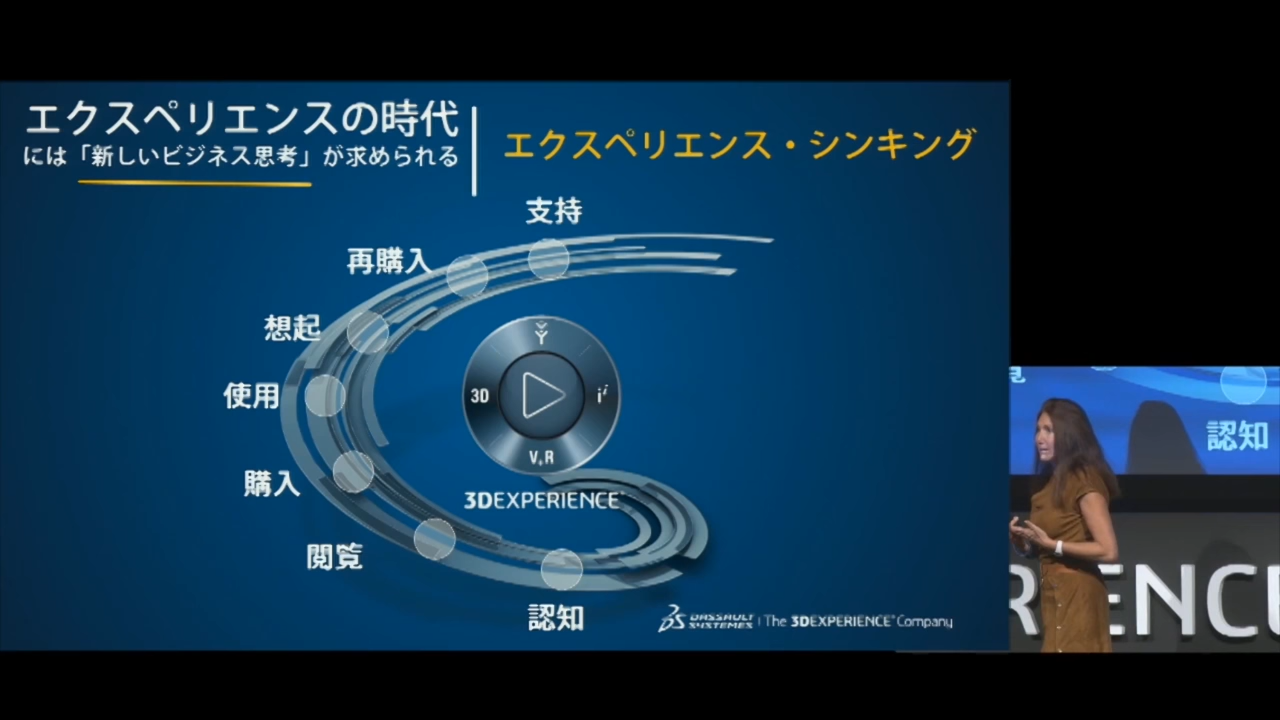 エクスペリエンスの時代
には「新しいビジネス思考」が求められる
エクスペリエンス・シンキング
支持
再購入
想起
使用
購入
閲覧
認知
3D
i
V+R
3DEXPERIENCE®
DASSAULT SYSTEMES | The 3DEXPERIENCE® Company
認知
RIENCE